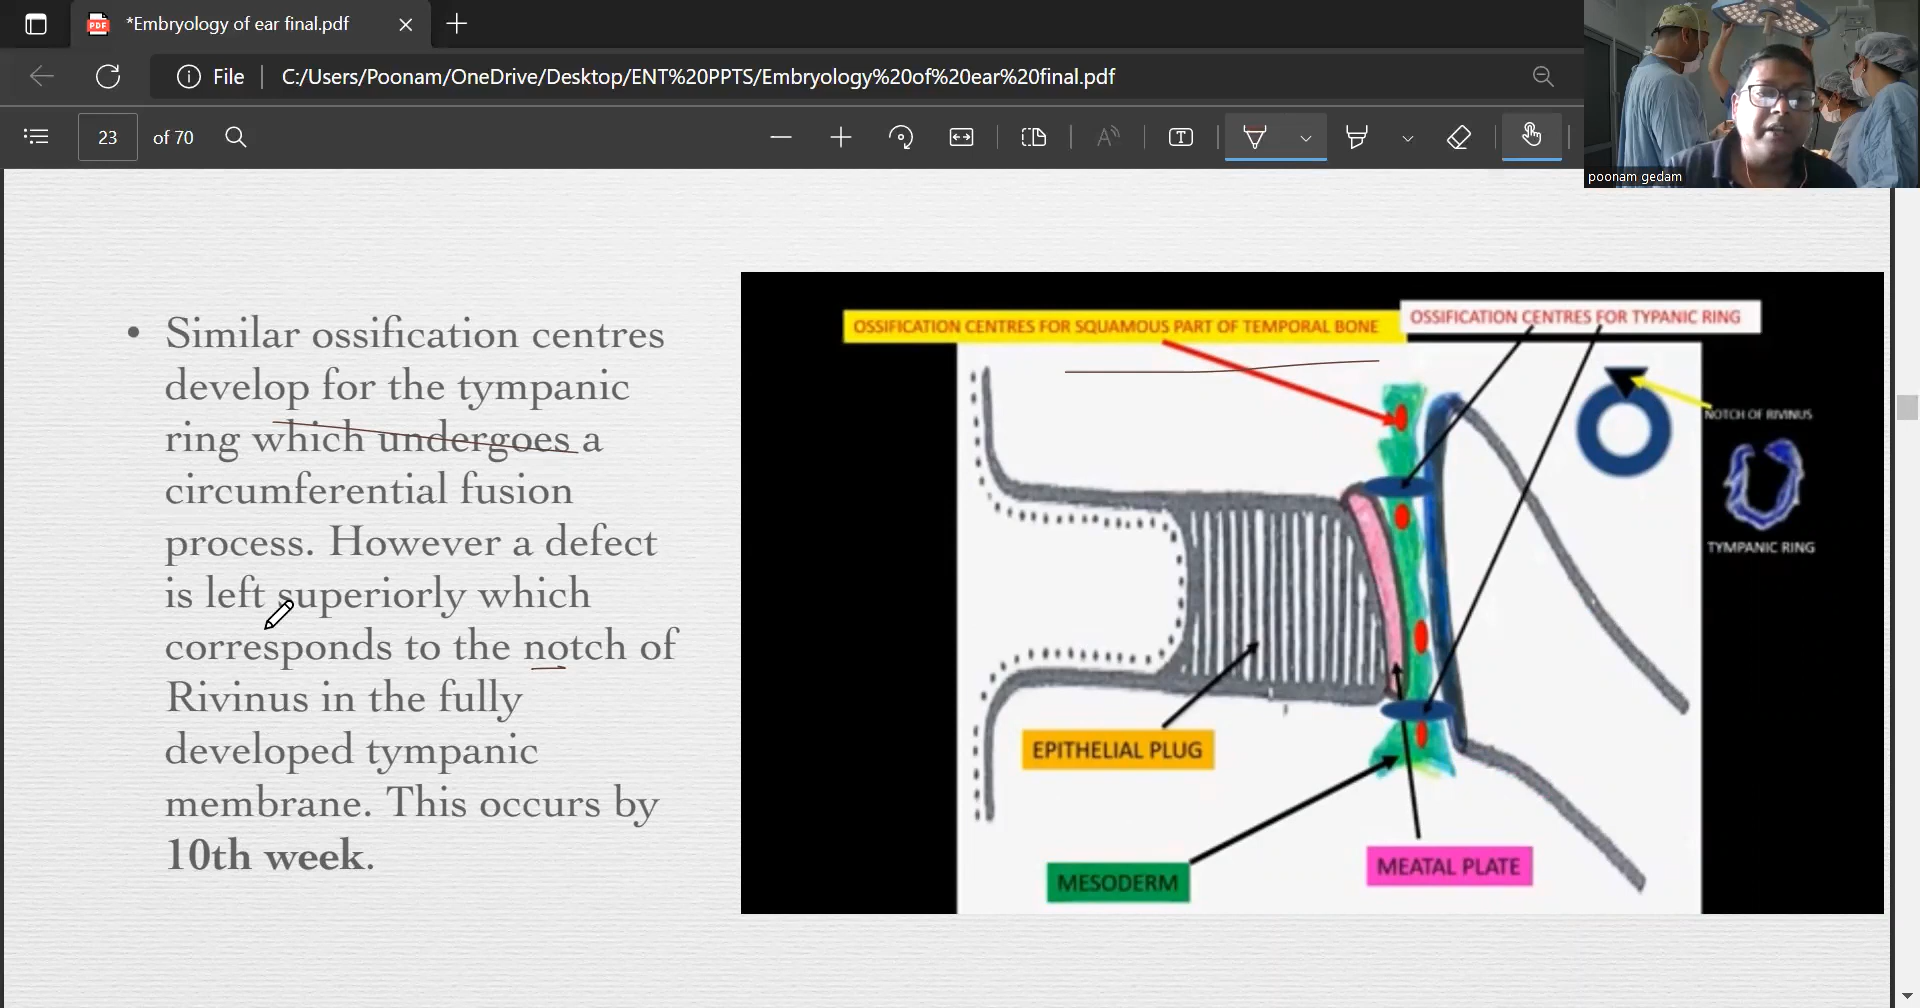 *Embryology of ear final.pdf
File
C:/Users/Poonam/OneDrive/Desktop/ENT%20PPTS/Embryology%20of%20ear%20final.pdf
23 of 70
poonam gedam
• Similar ossification centres
develop for the tympanic
ring which undergoes a
circumferential fusion
process. However a defect
is left superiorly which
corresponds to the notch of
Rivinus in the fully
developed tympanic
membrane. This occurs by
10th week.
OSSIFICATION CENTRES FOR SQUAMOUS PART OF TEMPORAL BONE
OSSIFICATION CENTRES FOR TYPANIC RING
NOTCH OF RIVINUS
TYMPANIC RING
EPITHELIAL PLUG
MESODERM
MEATAL PLATE